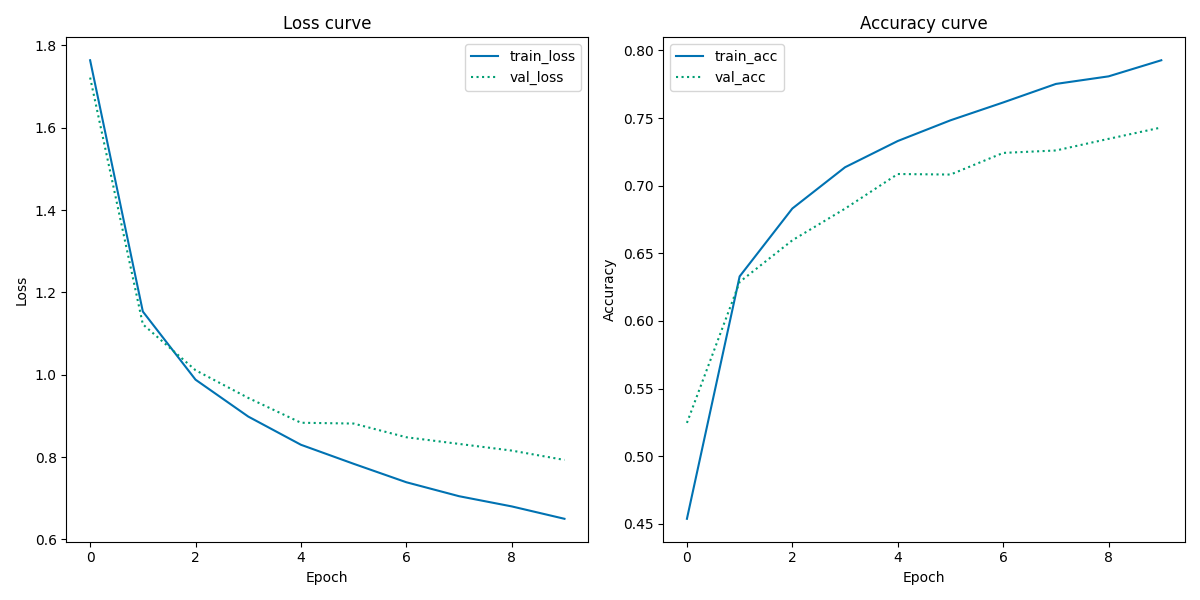 Loss curve
1.8
1.6
1.4
1.2
1.0
0.8
0.6
Loss
train_loss
val_loss
0 2 4 6 8
Epoch
Accuracy curve
0.80
0.75
0.70
0.65
0.60
0.55
0.50
0.45
Accuracy
train_acc
val_acc
0 2 4 6 8
Epoch